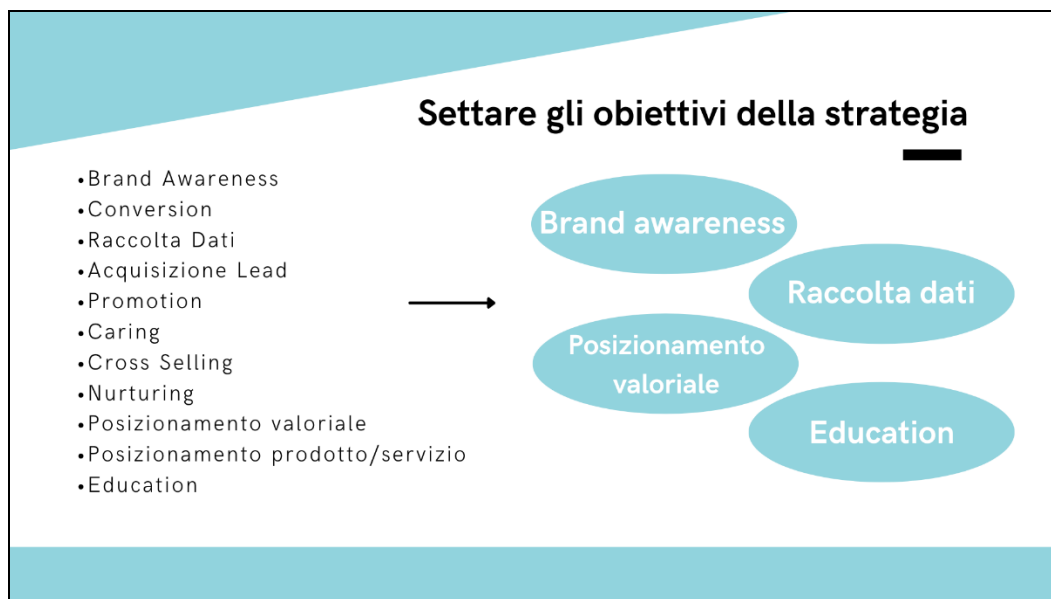 Settare gli obiettivi della strategia
•Brand Awareness
•Conversion
•Raccolta Dati
•Acquisizione Lead
•Promotion
•Caring
•Cross Selling
•Nurturing
•Posizionamento valoriale
•Posizionamento prodotto/servizio
•Education
Brand awareness
Raccolta dati
Posizionamento
valoriale
Education